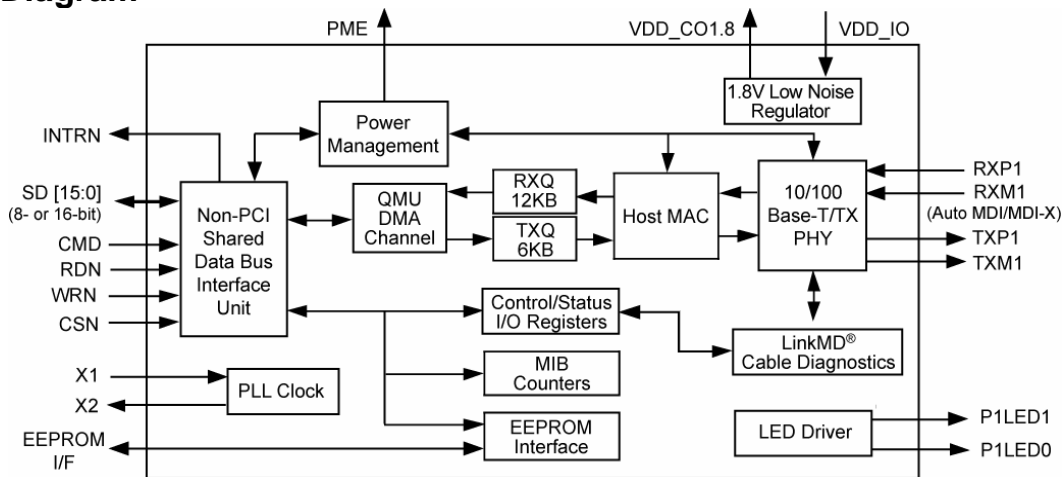 Diagram
PME
VDD_CO1.8
VDD_IO
1.8V Low Noise
Regulator
Power
Management
INTRN
SD [15:0]
(8- or 16-bit)
CMD
RDN
WRN
CSN
Non-PCI
Shared
Data Bus
Interface
Unit
QMU
DMA
Channel
RXQ
12KB
TXQ
6KB
Host MAC
10/100
Base-T/TX
PHY
RXP1
RXM1
(Auto MDI/MDI-X)
TXP1
TXM1
Control/Status
I/O Registers
LinkMD®
Cable Diagnostics
MIB
Counters
X1
X2
PLL Clock
EEPROM
I/F
EEPROM
Interface
LED Driver
P1LED1
P1LED0